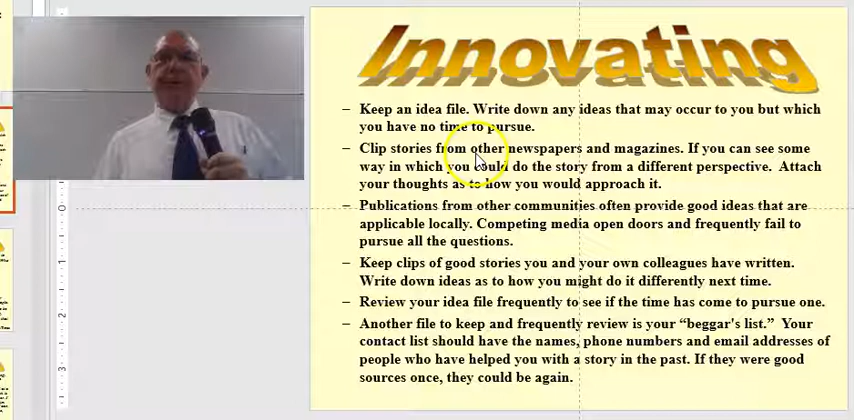 Innovating
– Keep an idea file. Write down any ideas that may occur to you but which
you have no time to pursue.
– Clip stories from other newspapers and magazines. If you can see some
way in which you could do the story from a different perspective. Attach
your thoughts as to how you would approach it.
– Publications from other communities often provide good ideas that are
applicable locally. Competing media open doors and frequently fail to
pursue all the questions.
– Keep clips of good stories you and your own colleagues have written.
Write down ideas as to how you might do it differently next time.
– Review your idea file frequently to see if the time has come to pursue one.
– Another file to keep and frequently review is your “beggar's list.” Your
contact list should have the names, phone numbers and email addresses of
people who have helped you with a story in the past. If they were good
sources once, they could be again.
0
1
2
3